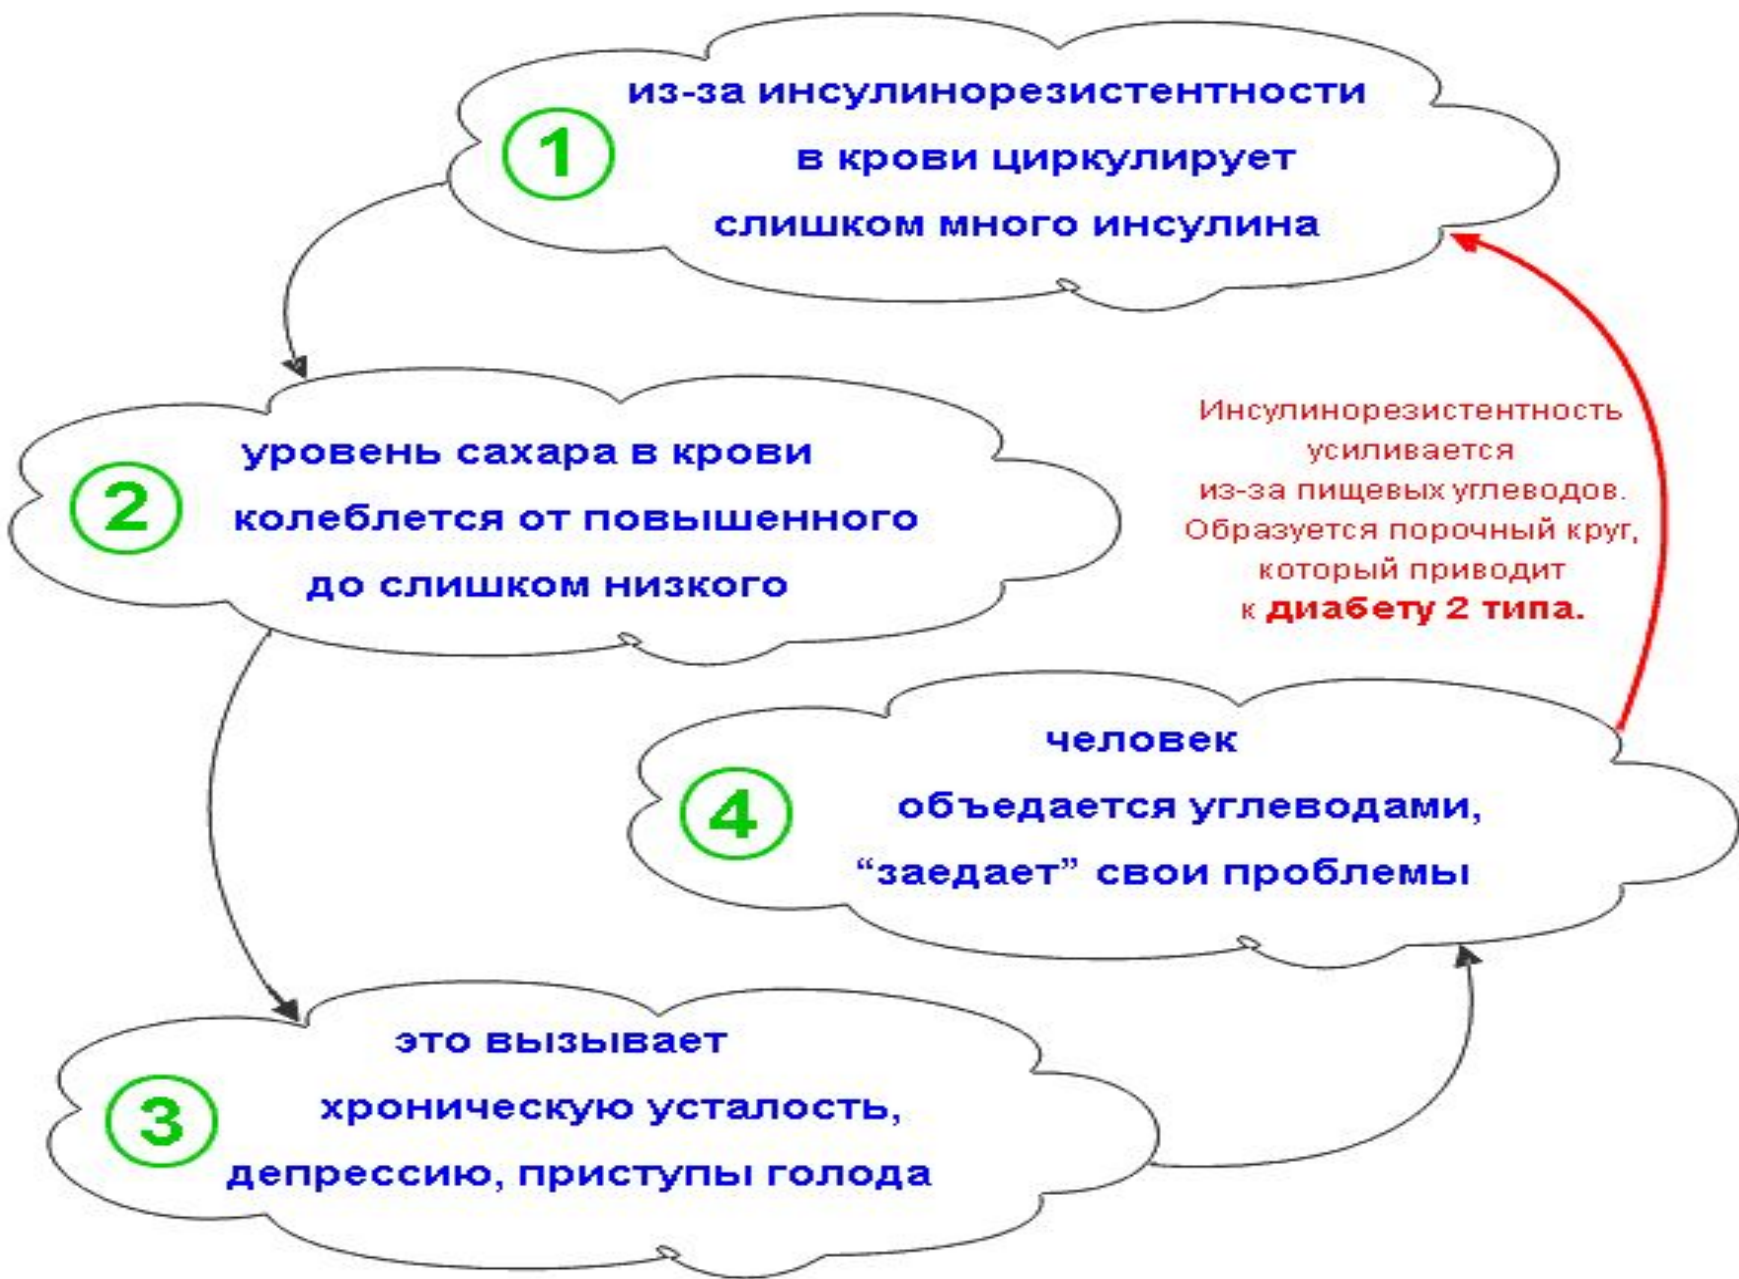 1
из-за инсулинорезистентности
в крови циркулирует
слишком много инсулина
2
уровень сахара в крови
колеблется от повышенного
до слишком низкого
3
это вызывает
хроническую усталость,
депрессию, приступы голода
4
человек
объедается углеводами,
“заедает” свои проблемы
Инсулинорезистентность
усиливается
из-за пищевых углеводов.
Образуется порочный круг,
который приводит
к диабету 2 типа.